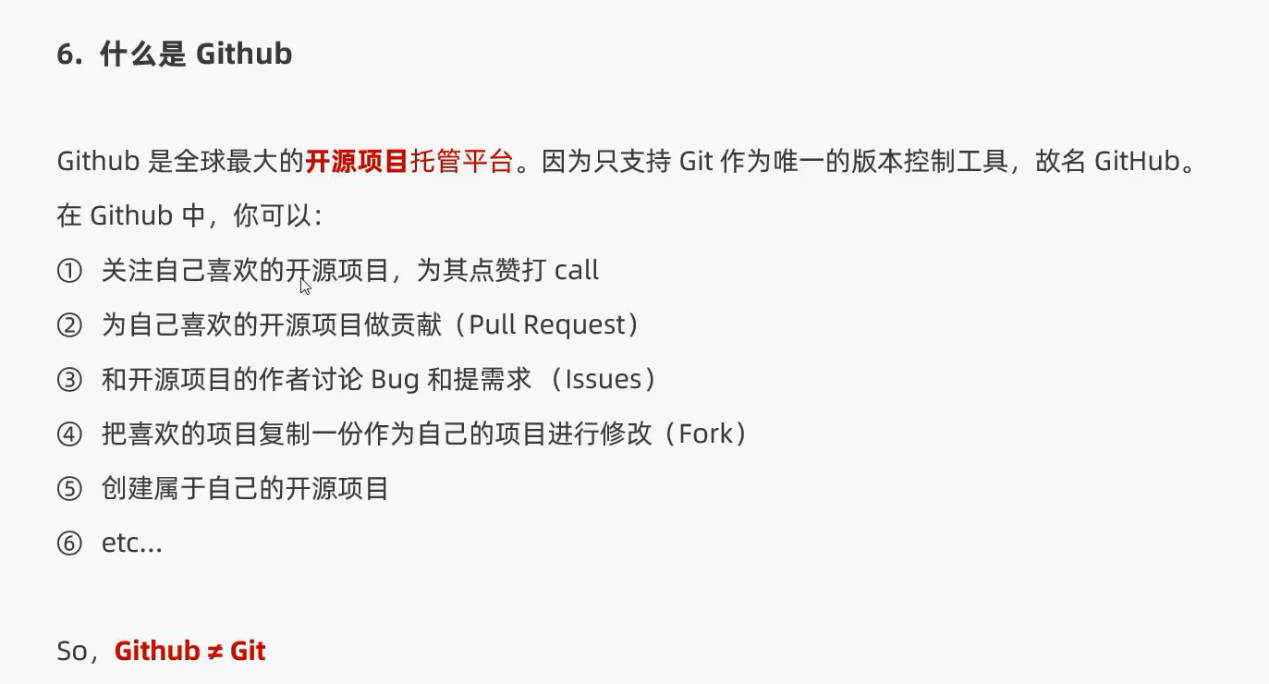 6. 什么是 Github
Github 是全球最大的开源项目托管平台。因为只支持 Git 作为唯一的版本控制工具，故名 GitHub。
在 Github 中，你可以：
① 关注自己喜欢的开源项目，为其点赞打 call
② 为自己喜欢的开源项目做贡献（Pull Request）
③ 和开源项目的作者讨论 Bug 和提需求 （Issues）
④ 把喜欢的项目复制一份作为自己的项目进行修改（Fork）
⑤ 创建属于自己的开源项目
⑥ etc...
So，Github ≠ Git